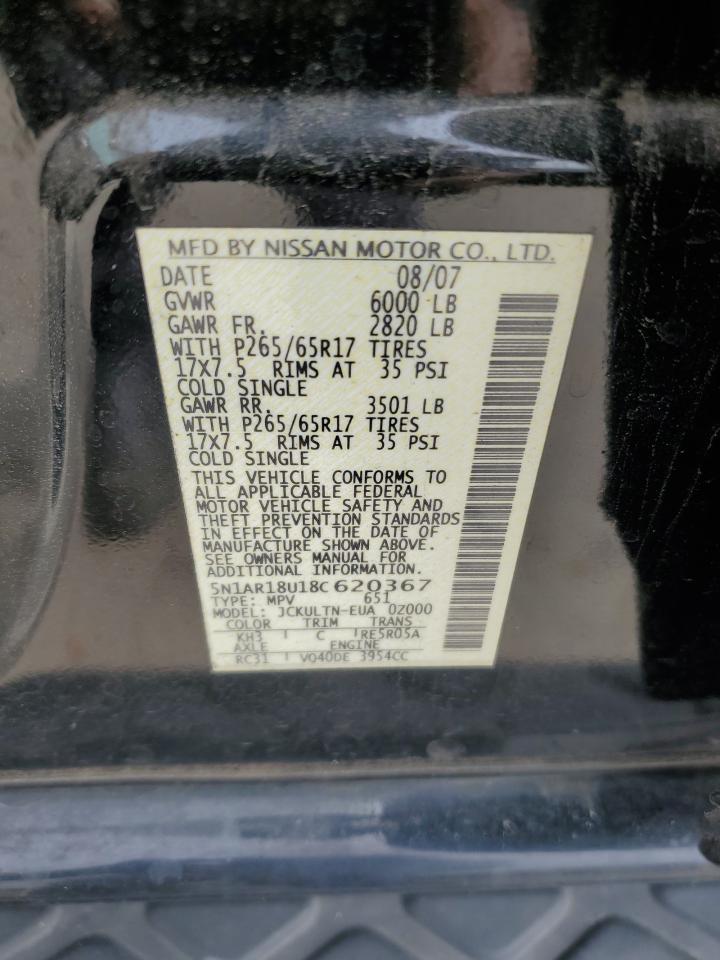 MFD BY NISSAN MOTOR CO., LTD.
DATE 08/07
GVWR 6000 LB
GAWR FR. 2820 LB
WITH P265/65R17 TIRES
17X7.5 RIMS AT 35 PSI
COLD SINGLE
GAWR RR. 3501 LB
WITH P265/65R17 TIRES
17X7.5 RIMS AT 35 PSI
COLD SINGLE
THIS VEHICLE CONFORMS TO
ALL APPLICABLE FEDERAL
MOTOR VEHICLE SAFETY AND
THEFT PREVENTION STANDARDS
IN EFFECT ON THE DATE OF
MANUFACTURE SHOWN ABOVE.
SEE OWNERS MANUAL FOR
ADDITIONAL INFORMATION.
5N1AR18U18C620367
TYPE: MPV 651
MODEL: JCKULTN-EUA 0Z000
COLOR TRIM TRANS
KH3 C RE5R05A
AXLE ENGINE
RC31 VQ40DE 3954CC